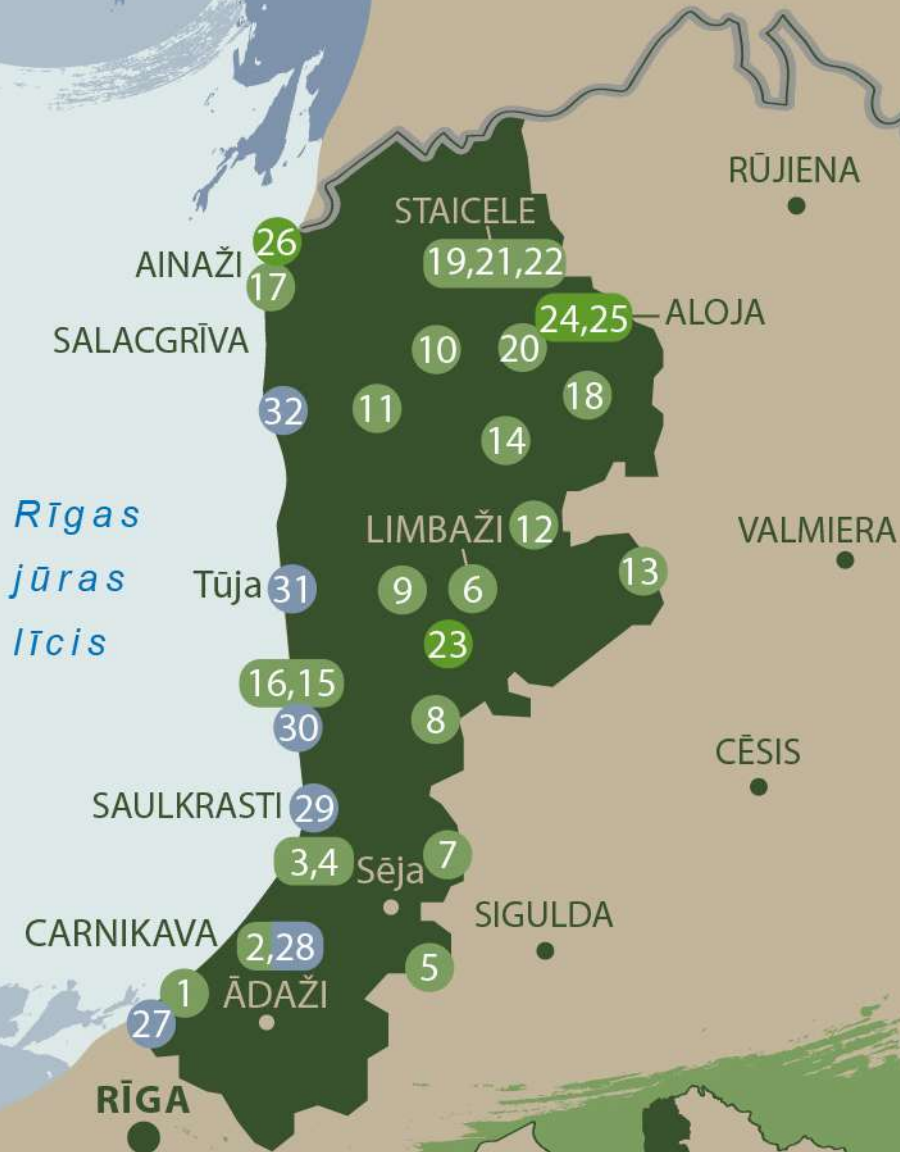 RŪJIENA
STAICELE
26
19,21,22
AINAŽI
17
24,25
ALOJA
SALACGRĪVA
10
20
32
11
18
14
Rīgas
jūras
līcis
LIMBAŽI
12
VALMIERA
Tūja
31
9
6
13
23
16,15
30
8
CĒSIS
SAULKRASTI
29
3,4
Sēja
7
SIGULDA
CARNIKAVA
2,28
5
1
ĀDAŽI
27
RĪGA